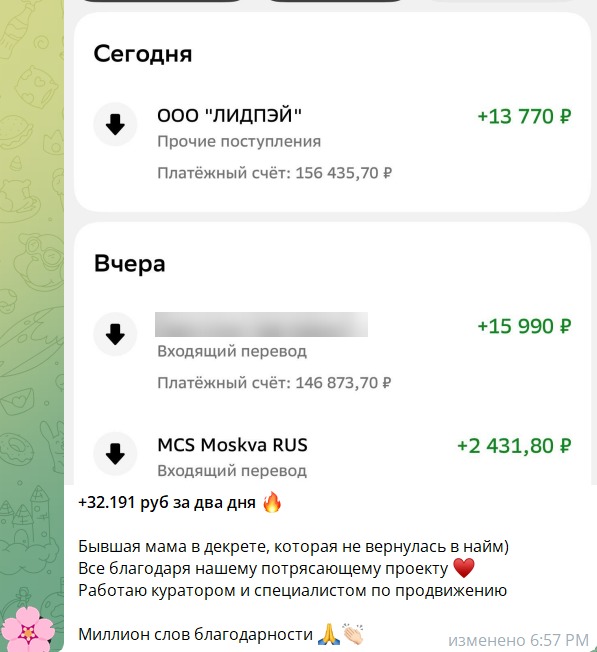 Сегодня
ООО "ЛИДПЭЙ"
+13 770 ₽
Прочие поступления
Платёжный счёт: 156 435,70 ₽
Вчера
+15 990 ₽
Входящий перевод
Платёжный счёт: 146 873,70 ₽
MCS Moskva RUS
+2 431,80 ₽
Входящий перевод
+32.191 руб за два дня 🔥
Бывшая мама в декрете, которая не вернулась в найм)
Все благодаря нашему потрясающему проекту ❤️
Работаю куратором и специалистом по продвижению
Миллион слов благодарности 🙏👏🏻
изменено 6:57 PM